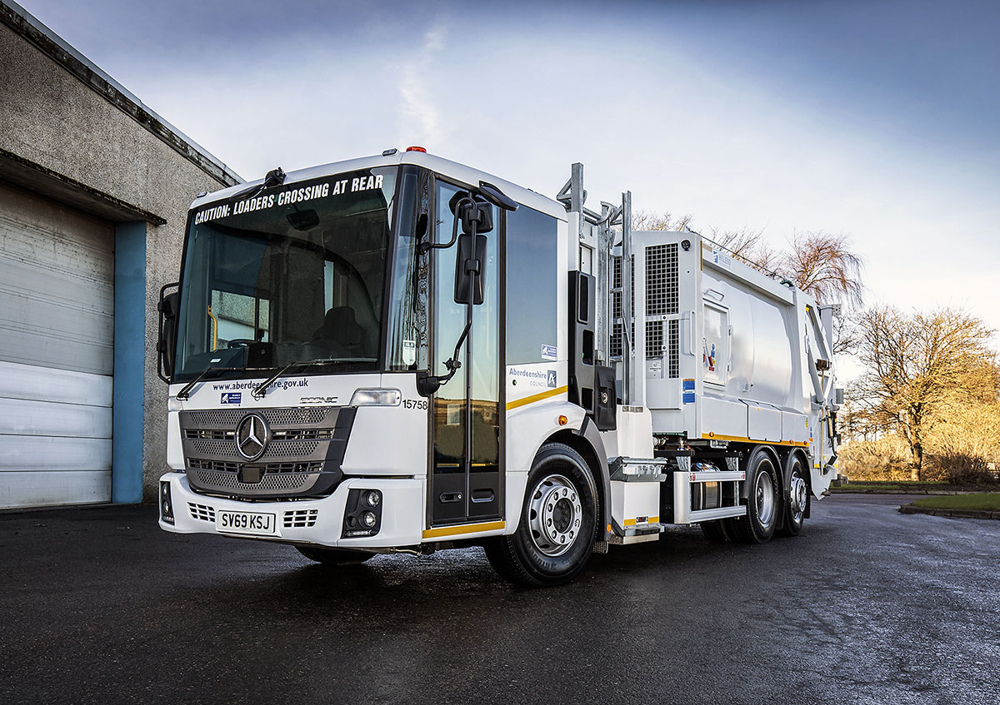 CAUTION: LOADERS CROSSING AT REAR
www.aberdeenshire.gov.uk
ECONIC
15758
SV69 KSJ
Aberdeenshire
COUNCIL